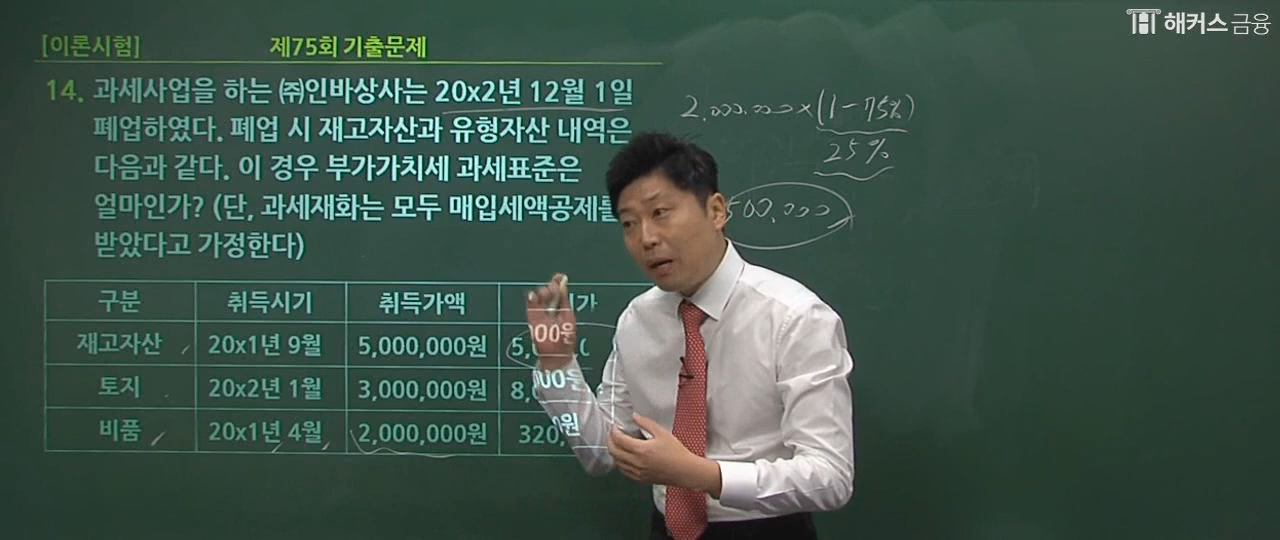 해커스 금융
[이론시험] 제75회 기출문제
14. 과세사업을 하는 ㈜인바상사는 20x2년 12월 1일
폐업하였다. 폐업 시 재고자산과 유형자산 내역은
다음과 같다. 이 경우 부가가치세 과세표준은
얼마인가? (단, 과세재화는 모두 매입세액공제를
받았다고 가정한다)
구분 취득시기 취득가액
재고자산 20x1년 9월 5,000,000원
토지 20x2년 1월 3,000,000원
비품 20x1년 4월 2,000,000원
2,000,000×(1-75%)
25%
500,000